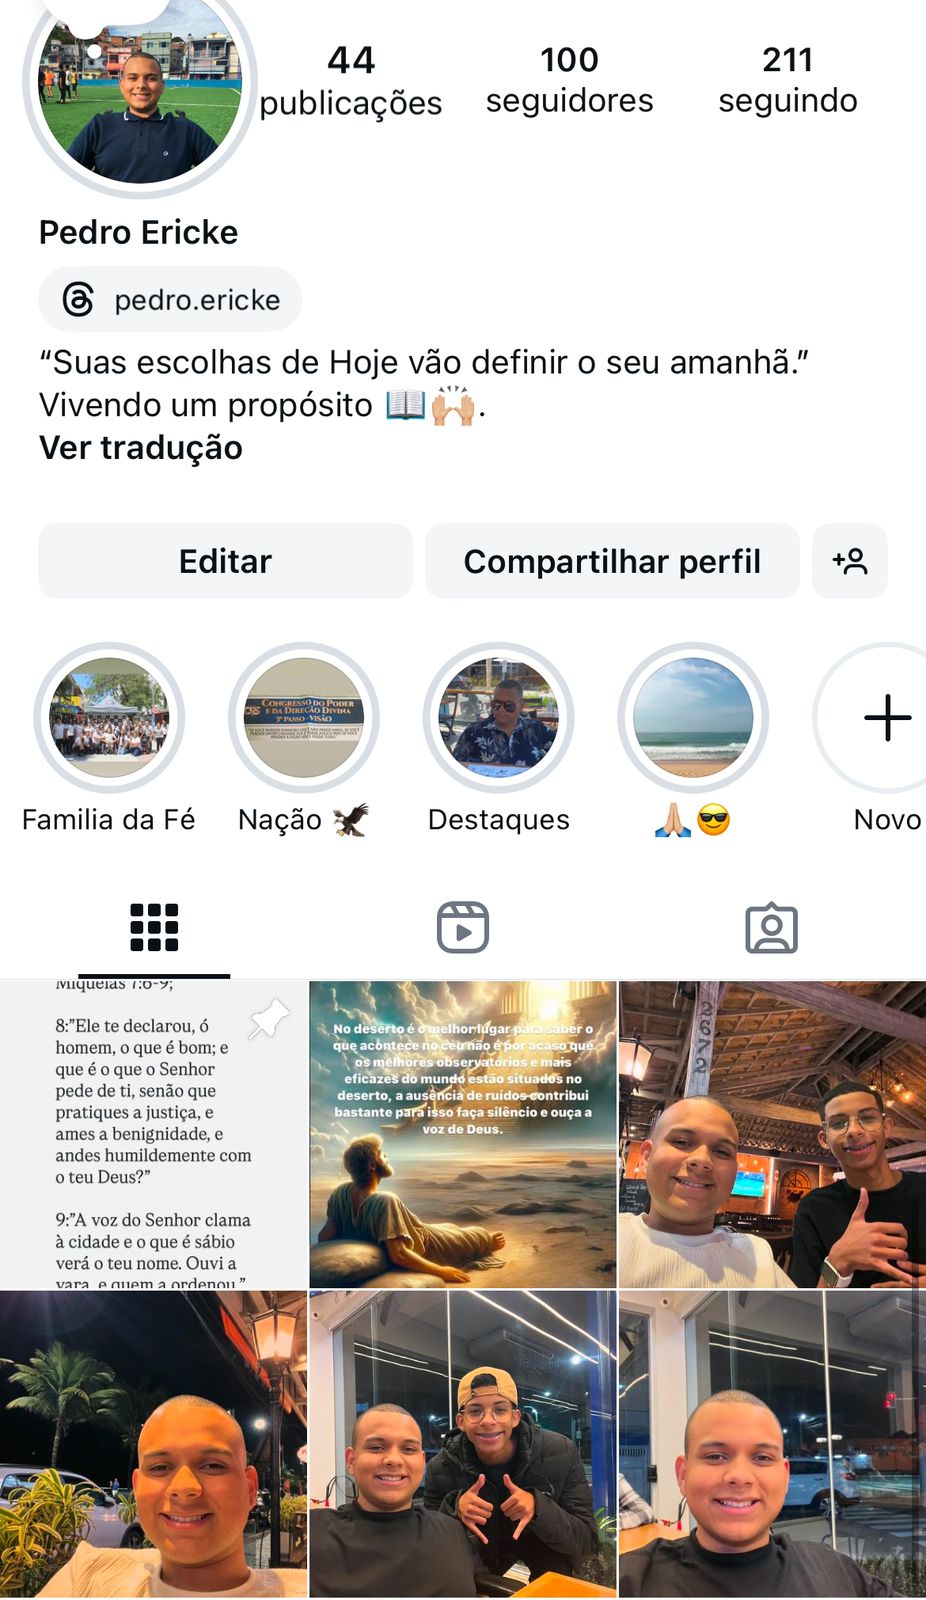 44
publicações
100
seguidores
211
seguindo
Pedro Ericke
pedro.ericke
“Suas escolhas de Hoje vão definir o seu amanhã.”
Vivendo um propósito 📖🙌🏼.
Ver tradução
Editar
Compartilhar perfil
CONGRESSO DO PODER
E DA DIREÇÃO DIVINA
3º PASSO - VISÃO
Familia da Fé
Nação 🦅
Destaques
🙏🏼😎
Novo
Miquéias 7:6-9;
8:”Ele te declarou, ó
homem, o que é bom; e
que é o que o Senhor
pede de ti, senão que
pratiques a justiça, e
ames a benignidade, e
andes humildemente com
o teu Deus?”
9:”A voz do Senhor clama
à cidade e o que é sábio
verá o teu nome. Ouvi a
vara, e quem a ordenou.”
No deserto é o melhor lugar para saber o
que acontece no céu não é por acaso que
os melhores observatórios e mais
eficazes do mundo estão situados no
deserto, a ausência de ruídos contribui
bastante para isso faça silêncio e ouça a
voz de Deus.
2672